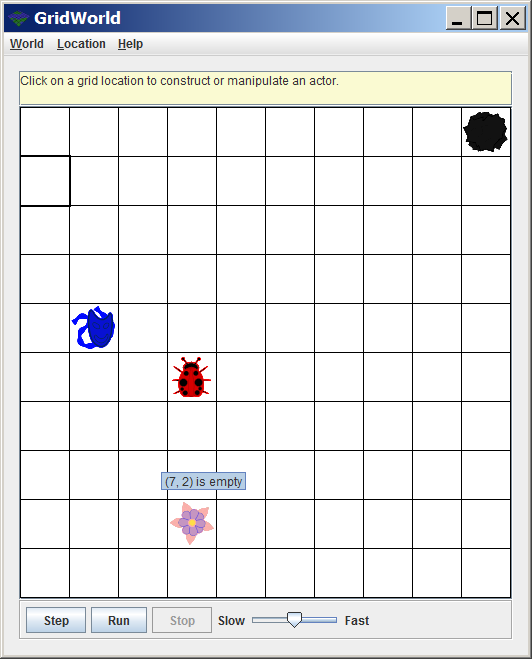 GridWorld
World Location Help
Click on a grid location to construct or manipulate an actor.
(7, 2) is empty
Step Run Stop Slow Fast